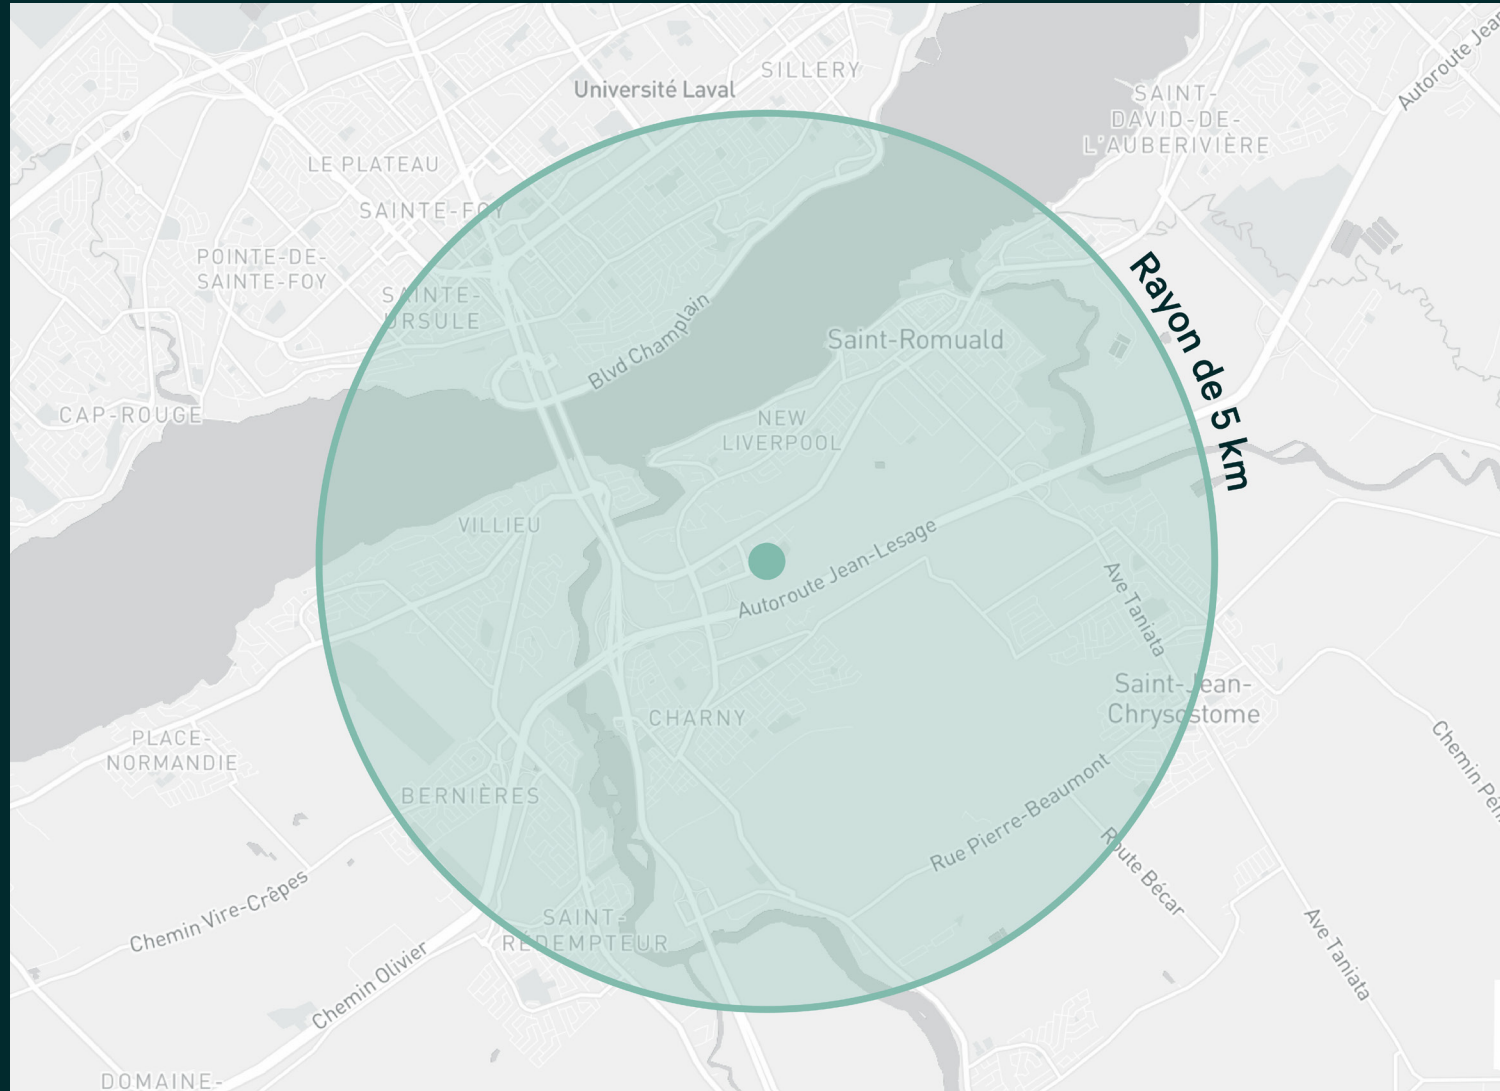 Autoroute Jea
SILLERY
Université Laval
SAINT-
DAVID-DE-
L'AUBERIVIÈRE
LE PLATEAU
SAINTE-FOY
POINTE-DE-
SAINTE-FOY
SAINTE-
URSULE
Rayon de 5 km
Blvd Champlain
Saint-Romuald
CAP-ROUGE
NEW
LIVERPOOL
VILLIEU
Autoroute Jean-Lesage
Ave Taniata
Saint-Jean-
Chrysostome
CHARNY
PLACE-
NORMANDIE
BERNIÈRES
Chemin Pén
Rue Pierre-Beaumont
Route Bécar
Chemin Vire-Crêpes
SAINT-
RÉDEMPTEUR
Chemin Olivier
Ave Taniata
DOMAINE-